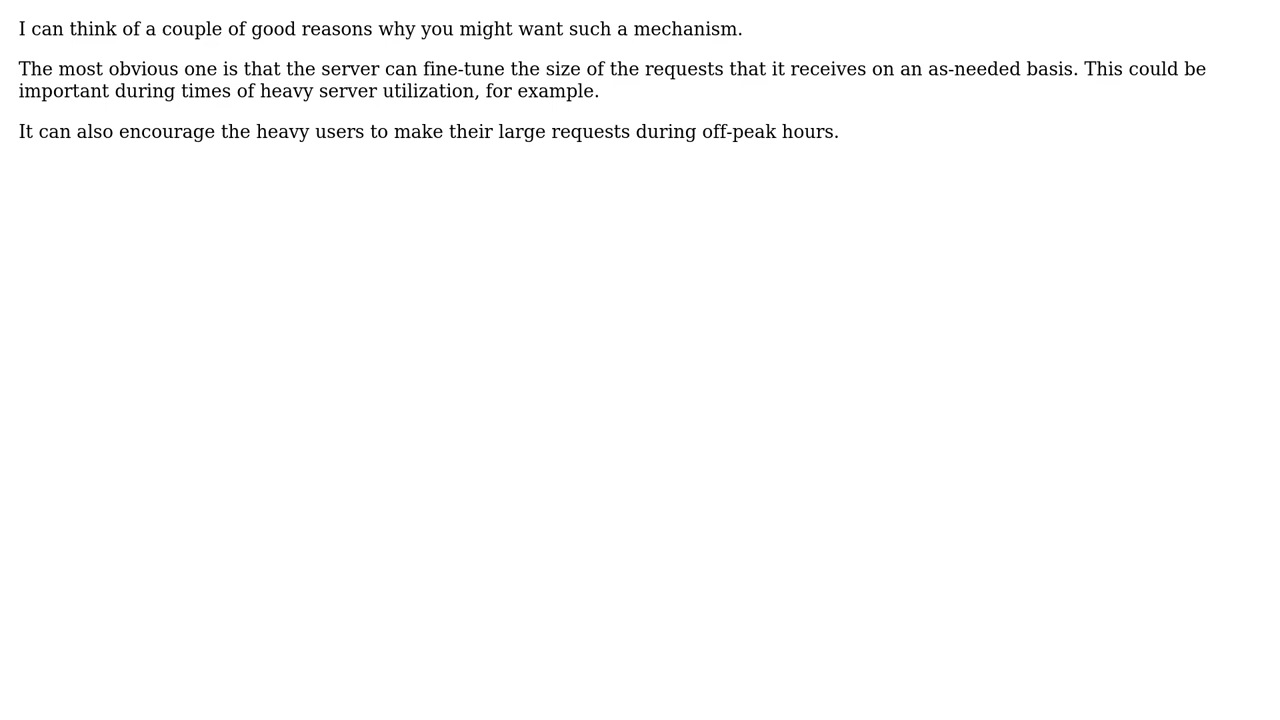 I can think of a couple of good reasons why you might want such a mechanism.
The most obvious one is that the server can fine-tune the size of the requests that it receives on an as-needed basis. This could be
important during times of heavy server utilization, for example.
It can also encourage the heavy users to make their large requests during off-peak hours.